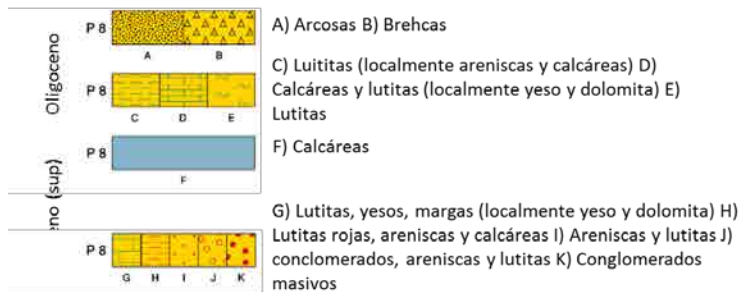 P 8
A) Arcosas B) Brehcas
A B
Oligoceno
C) Luititas (localmente areniscas y calcáreas) D)
P 8
Calcáreas y lutitas (localmente yeso y dolomita) E)
Lutitas
C D E
P 8
F) Calcáreas
F
eno (sup)
G) Lutitas, yesos, margas (localmente yeso y dolomita) H)
Lutitas rojas, areniscas y calcáreas I) Areniscas y lutitas J)
P 8
conclomerados, areniscas y lutitas K) Conglomerados
masivos
G H I J K